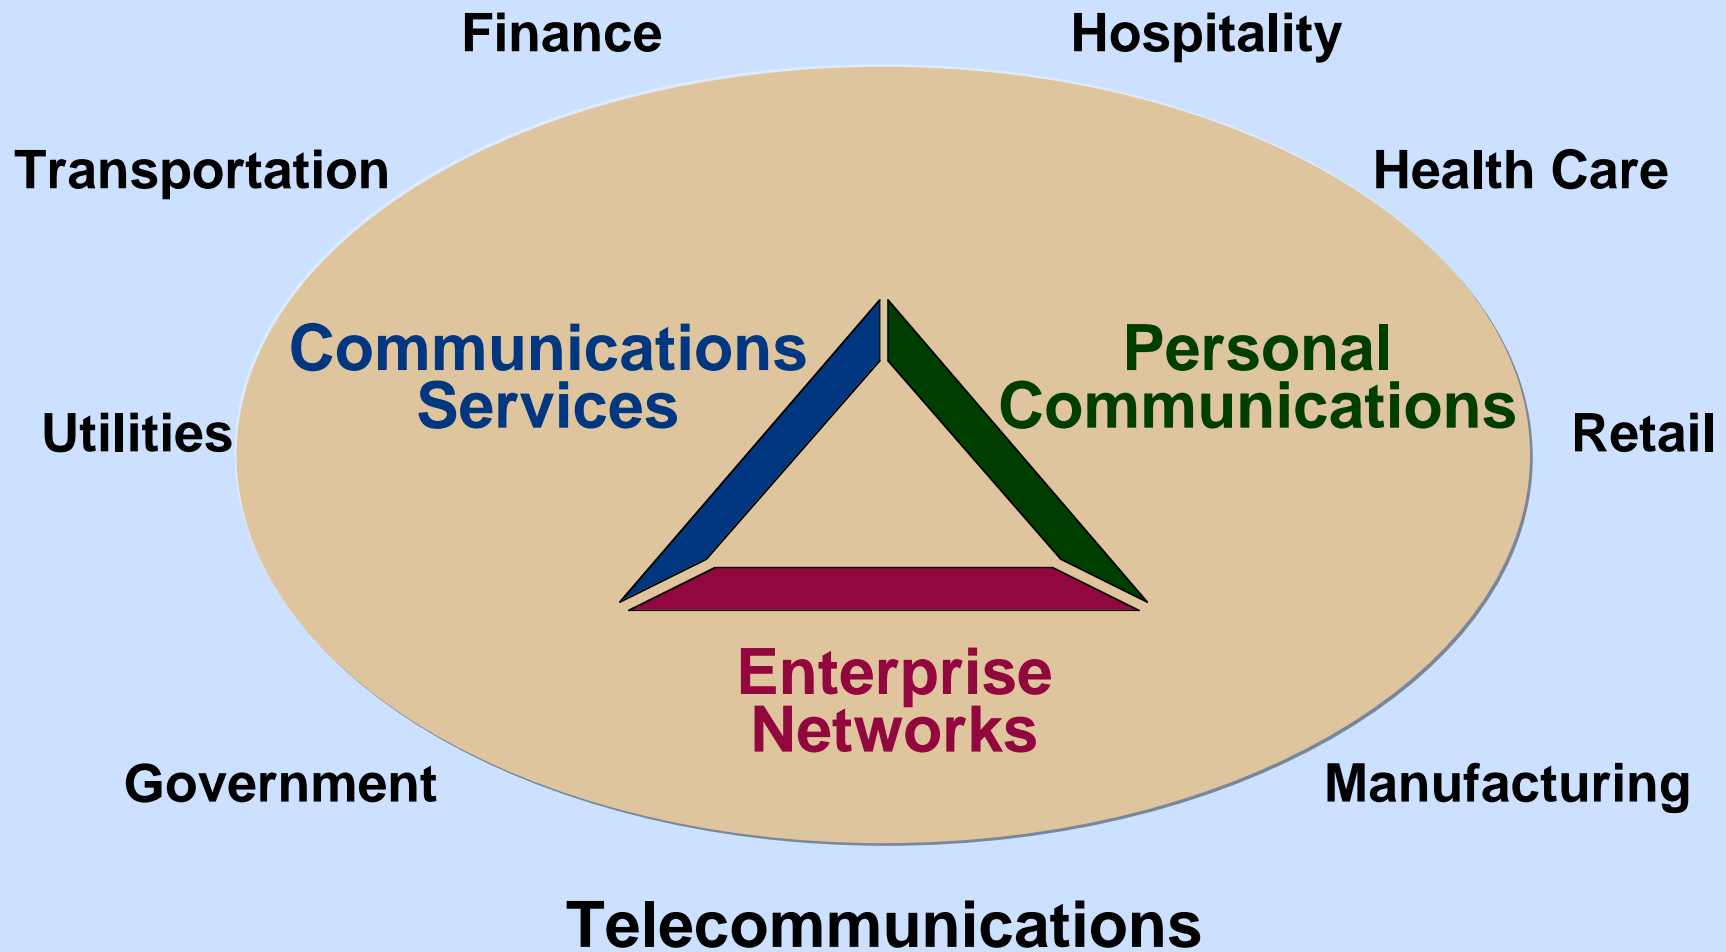 Finance
Hospitality
Transportation
Health Care
Communications
Services
Personal
Communications
Utilities
Retail
Enterprise
Networks
Government
Manufacturing
Telecommunications